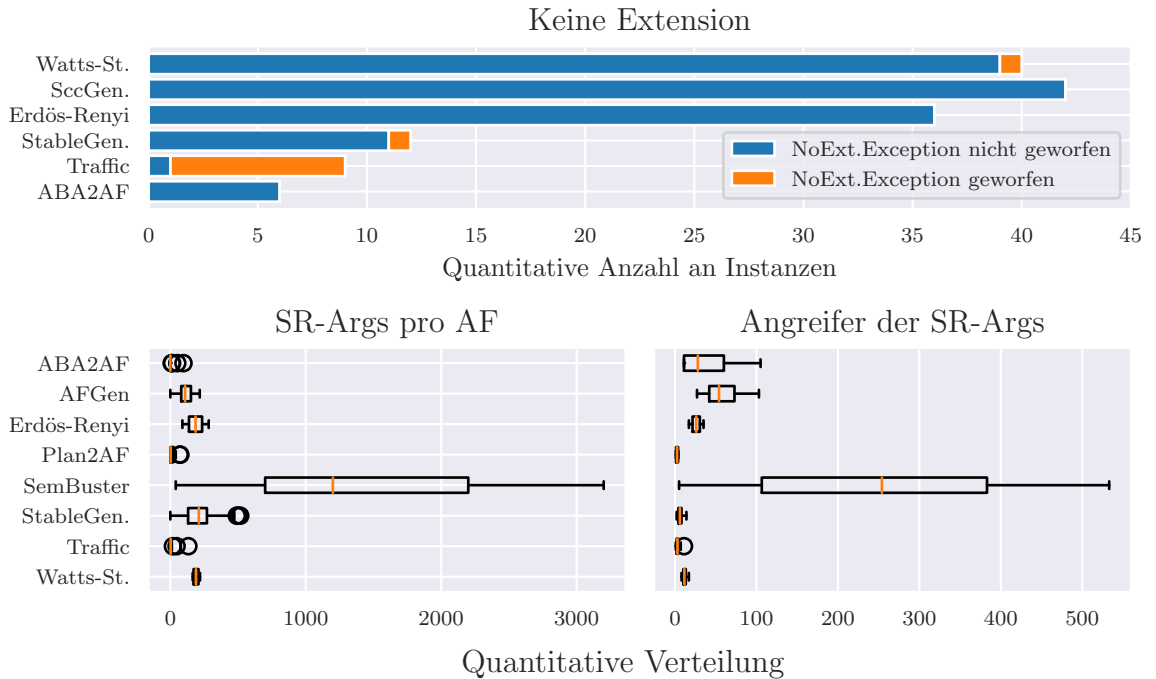 Keine Extension
Watts-St.
SccGen.
Erdös-Renyi
StableGen.
Traffic
ABA2AF
NoExt.Exception nicht geworfen
NoExt.Exception geworfen
0 5 10 15 20 25 30 35 40 45
Quantitative Anzahl an Instanzen
SR-Args pro AF
Angreifer der SR-Args
ABA2AF
AFGen
Erdös-Renyi
Plan2AF
SemBuster
StableGen.
Traffic
Watts-St.
0 1000 2000 3000
0 100 200 300 400 500
Quantitative Verteilung